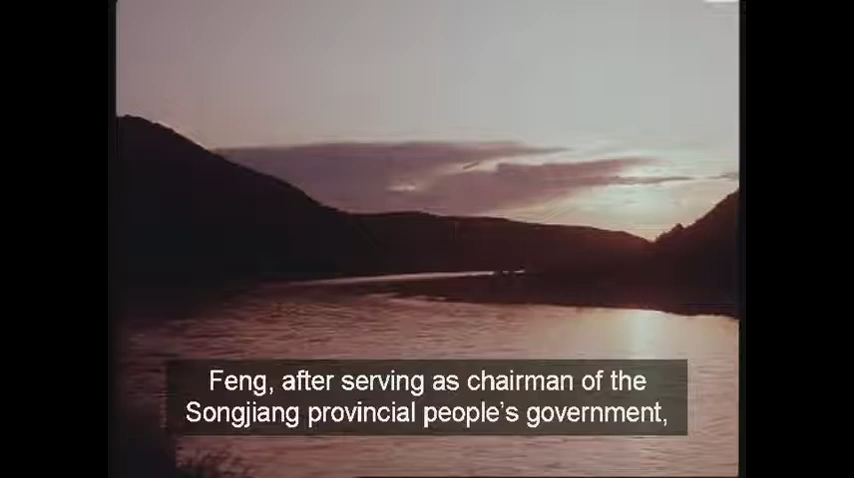 Feng, after serving as chairman of the
Songjiang provincial people's government,